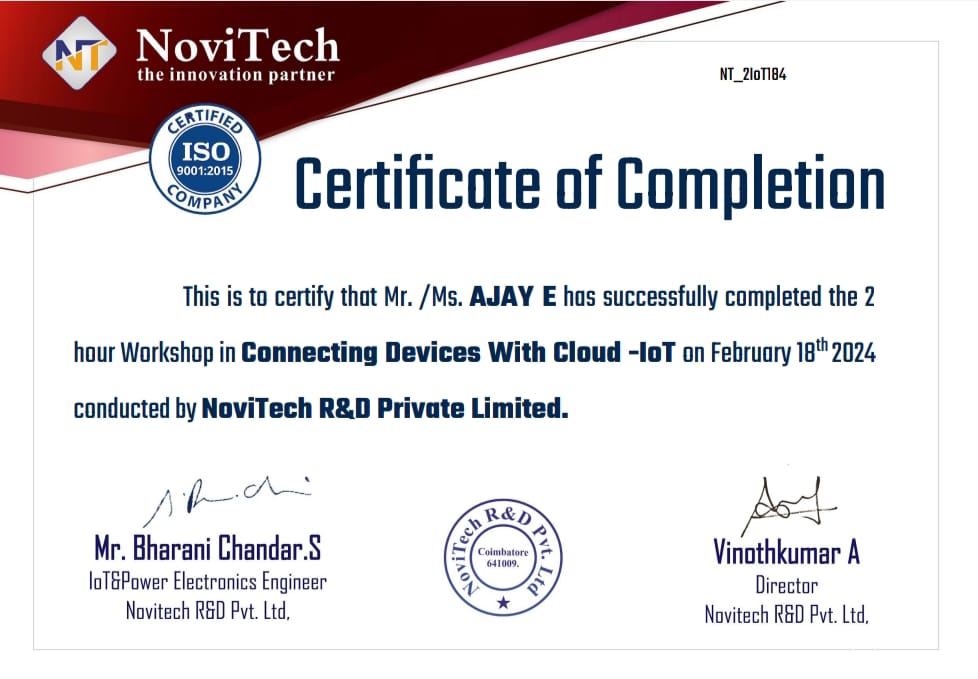 NT
NoviTech
the innovation partner
NT_2IoT184
CERTIFIED
ISO
9001:2015
COMPANY
Certificate of Completion
This is to certify that Mr. /Ms. AJAY E has successfully completed the 2
hour Workshop in Connecting Devices With Cloud -IoT on February 18th 2024
conducted by NoviTech R&D Private Limited.
Mr. Bharani Chandar.S
IoT&Power Electronics Engineer
Novitech R&D Pvt. Ltd,
NoviTech R&D Pvt. Ltd
Coimbatore
641009.
Vinothkumar A
Director
Novitech R&D Pvt. Ltd,